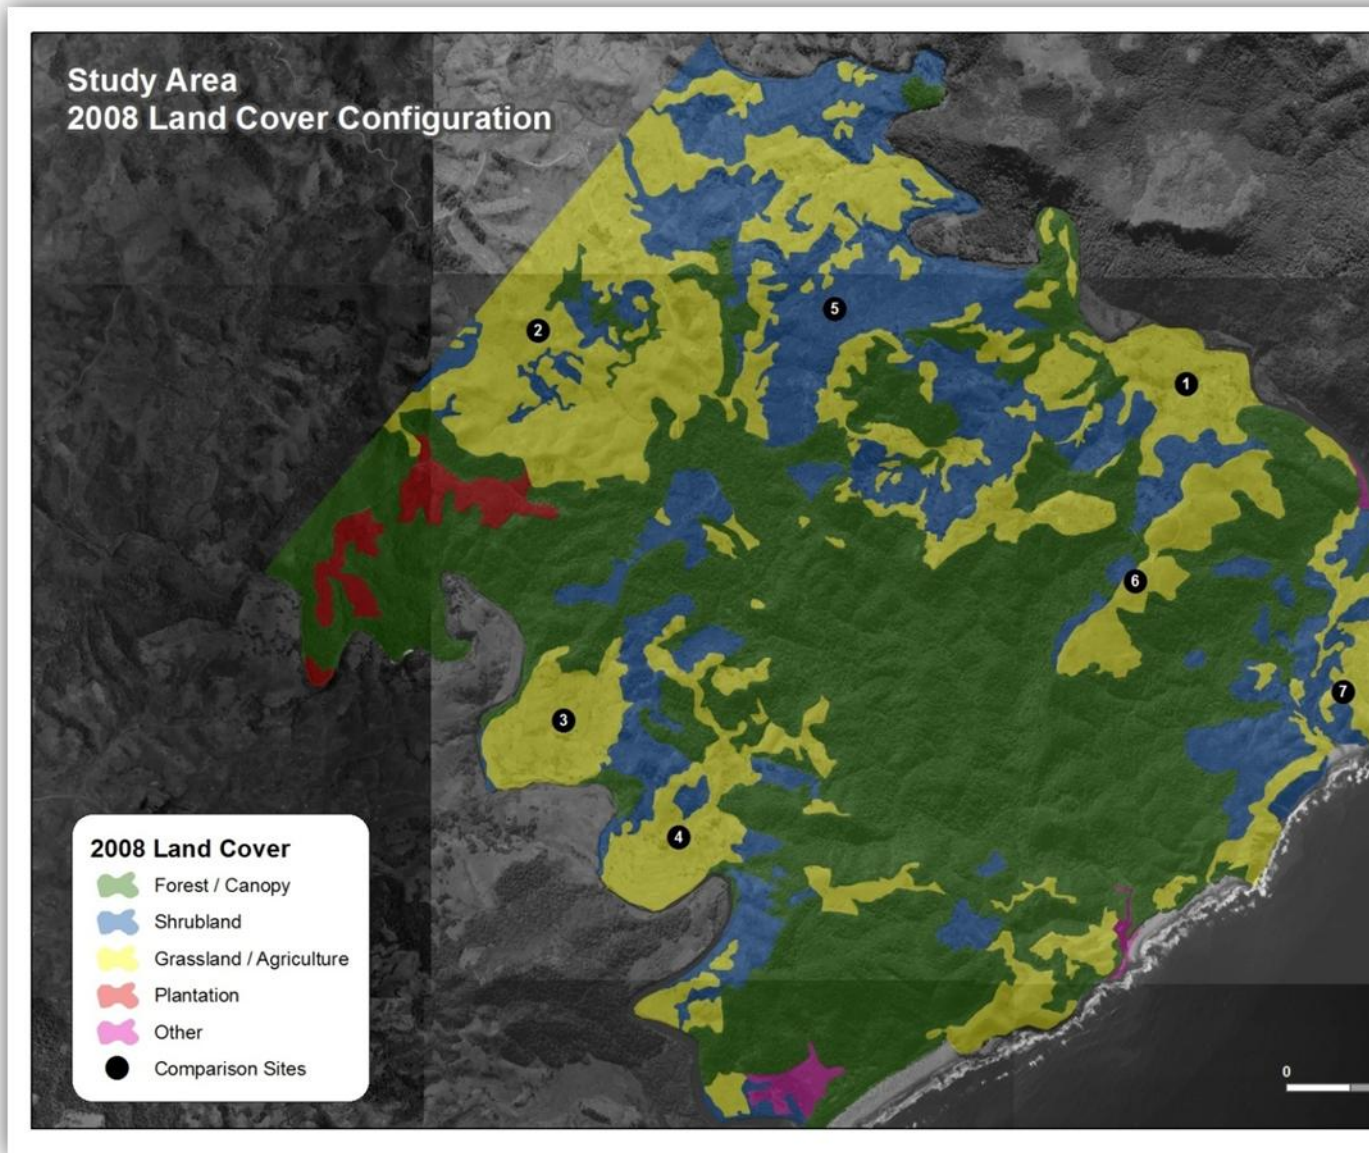 Study Area
2008 Land Cover Configuration
5
2
1
6
7
3
4
2008 Land Cover
Forest / Canopy
Shrubland
Grassland / Agriculture
Plantation
Other
Comparison Sites
0